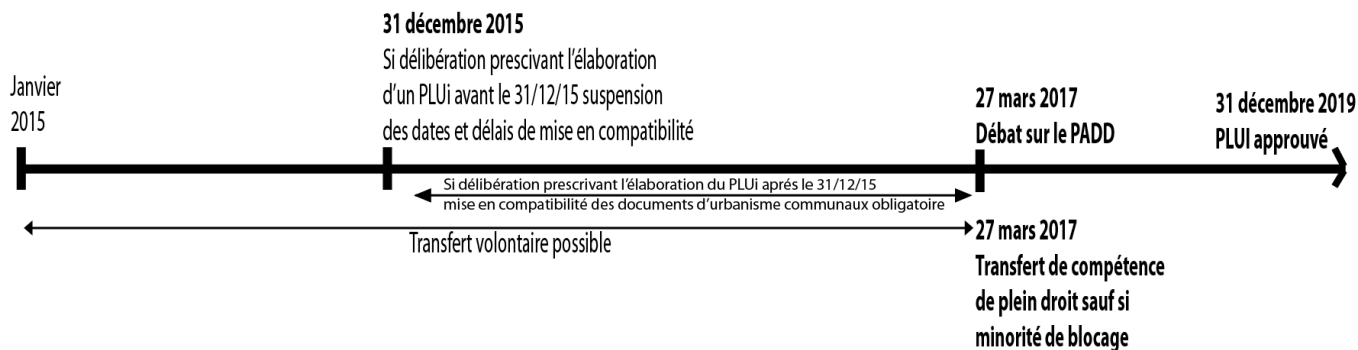 Janvier
2015
31 décembre 2015
Si délibération prescivant l'élaboration
d'un PLUi avant le 31/12/15 suspension
des dates et délais de mise en compatibilité
27 mars 2017
Débat sur le PADD
31 décembre 2019
PLUI approuvé
Si délibération prescrivant l'élaboration du PLUi aprés le 31/12/15
mise en compatibilité des documents d'urbanisme communaux obligatoire
Transfert volontaire possible
27 mars 2017
Transfert de compétence
de plein droit sauf si
minorité de blocage